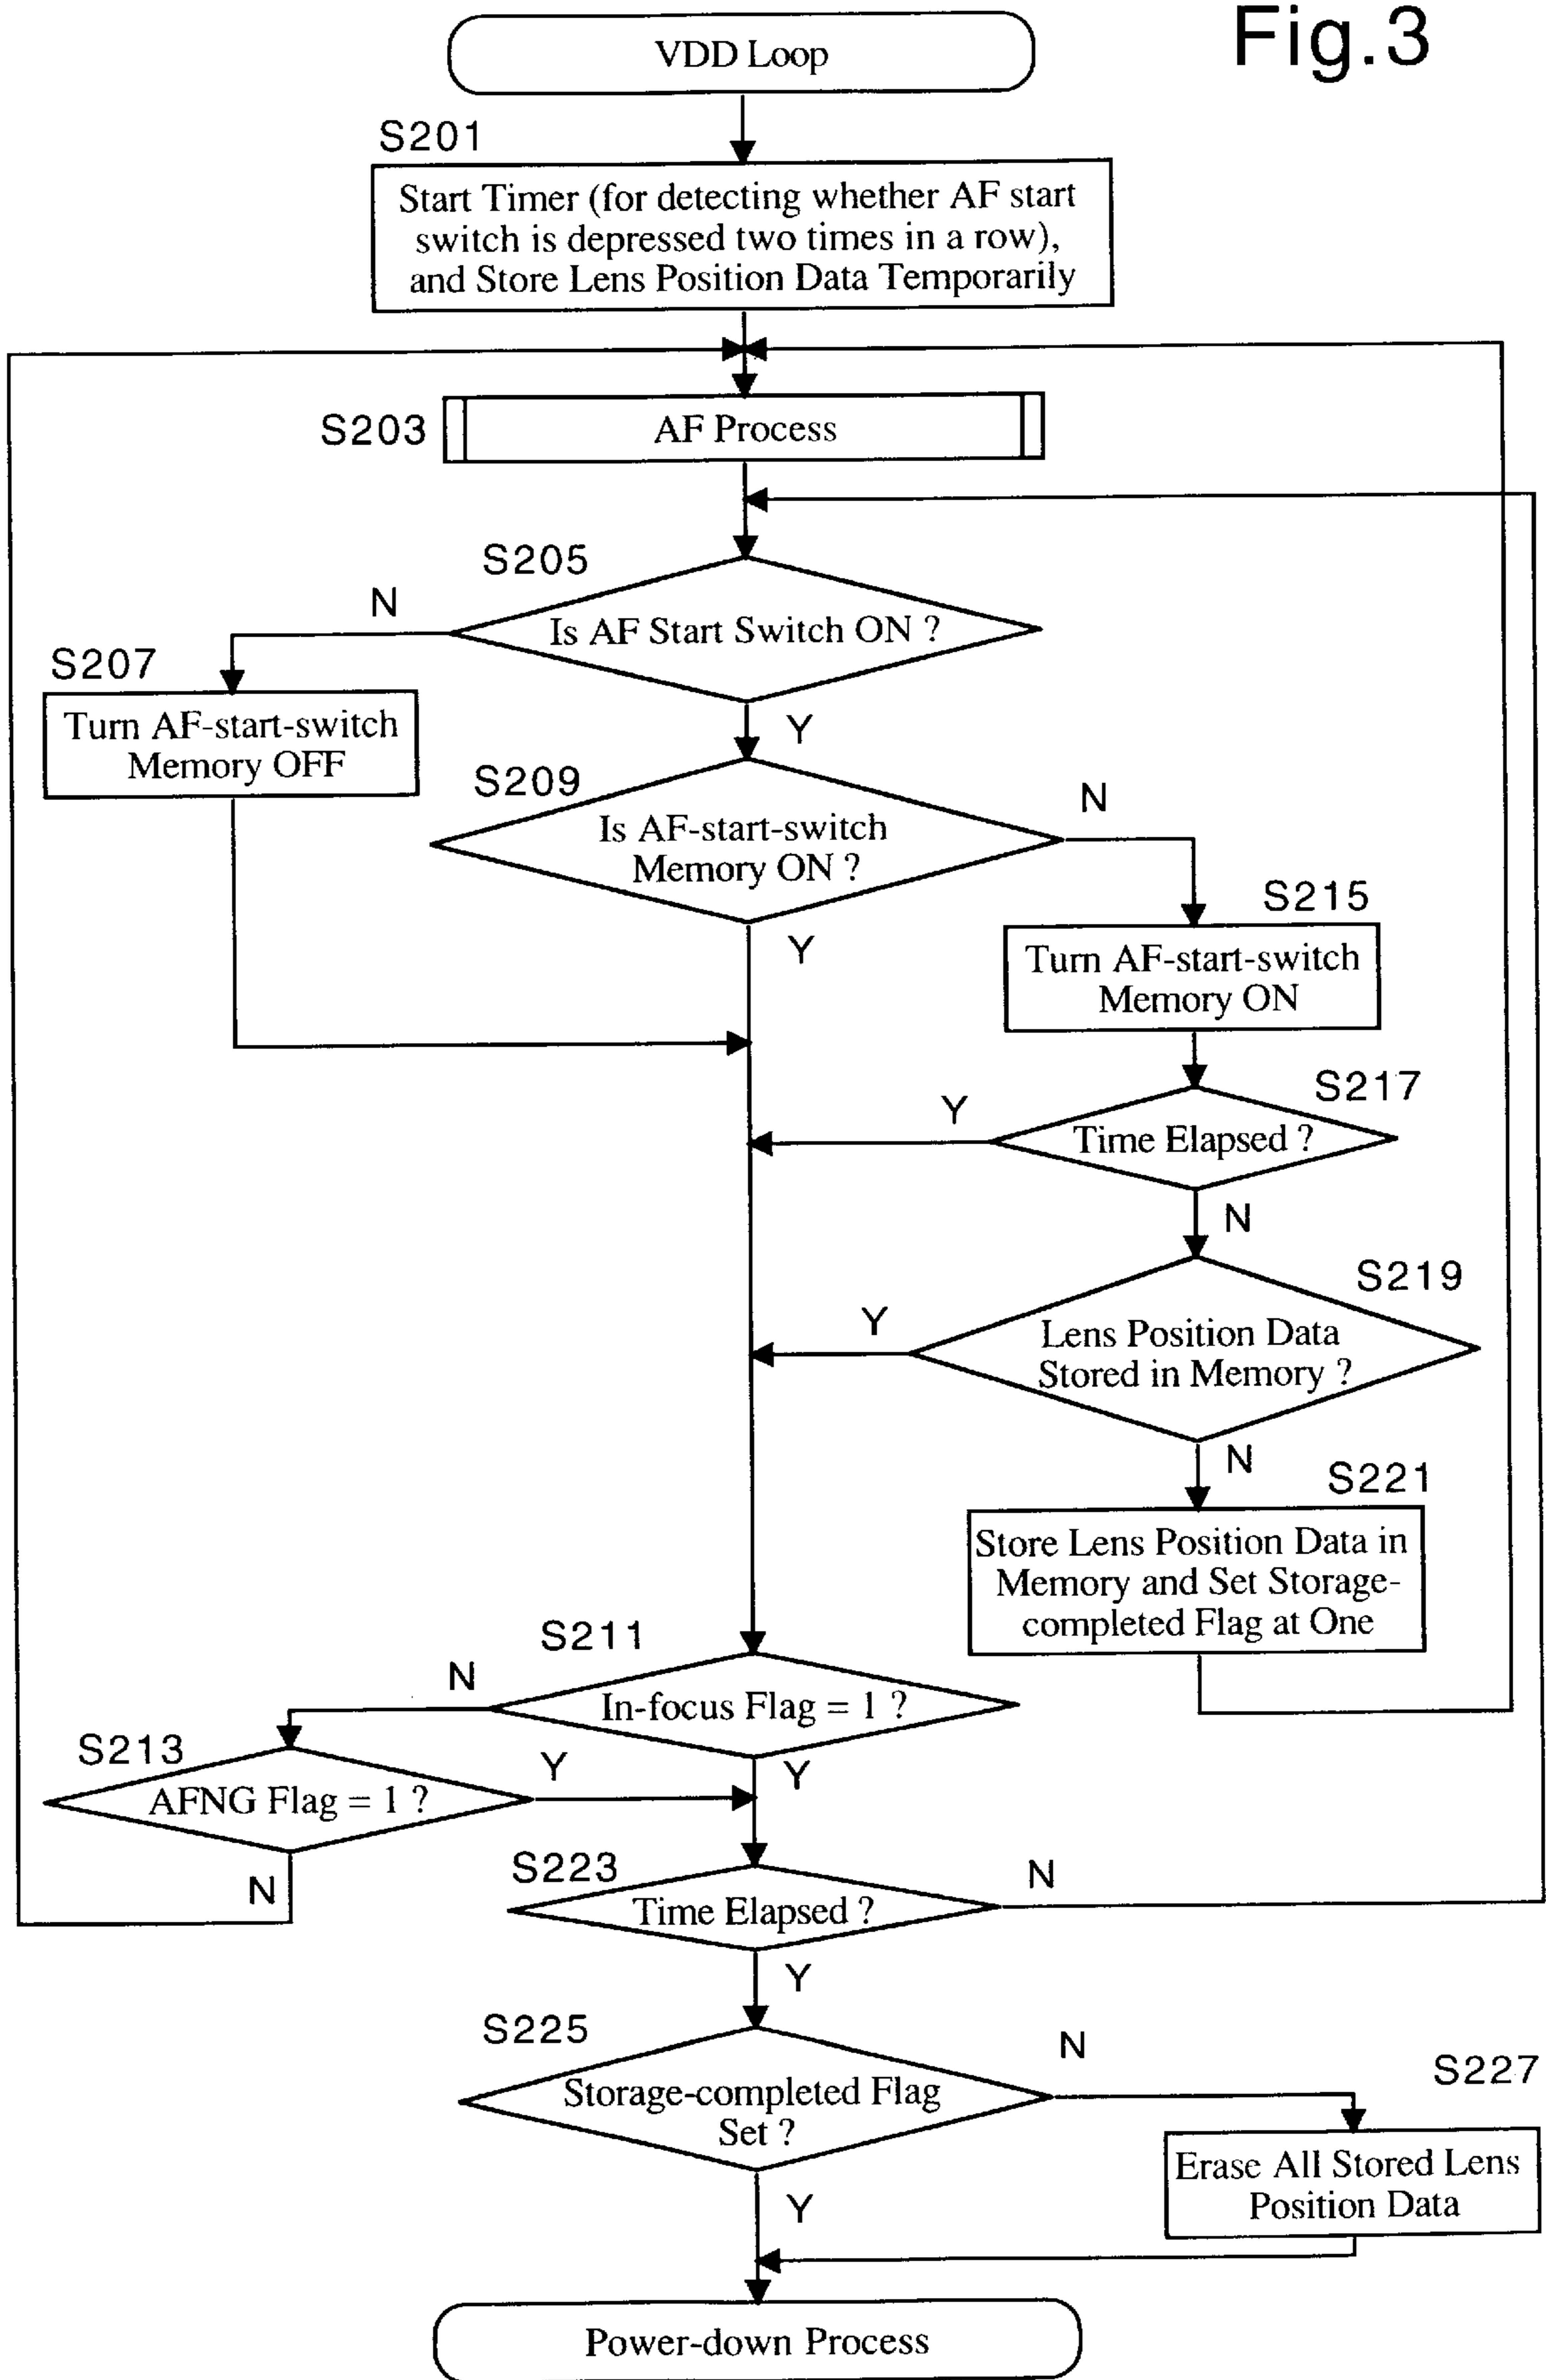 Fig.3
VDD Loop
S201
Start Timer (for detecting whether AF start
switch is depressed two times in a row),
and Store Lens Position Data Temporarily
S203
AF Process
S205
N
Is AF Start Switch ON ?
S207
Turn AF-start-switch
Memory OFF
Y
S209
N
Is AF-start-switch
Memory ON ?
S215
Y
Turn AF-start-switch
Memory ON
S217
Y
Time Elapsed ?
N
S219
Y
Lens Position Data
Stored in Memory ?
N
S221
Store Lens Position Data in
Memory and Set Storage-
completed Flag at One
S211
N
In-focus Flag = 1 ?
S213
Y
Y
AFNG Flag = 1 ?
S223
N
N
Time Elapsed ?
Y
S225
N
S227
Storage-completed Flag
Set ?
Erase All Stored Lens
Position Data
Y
Power-down Process